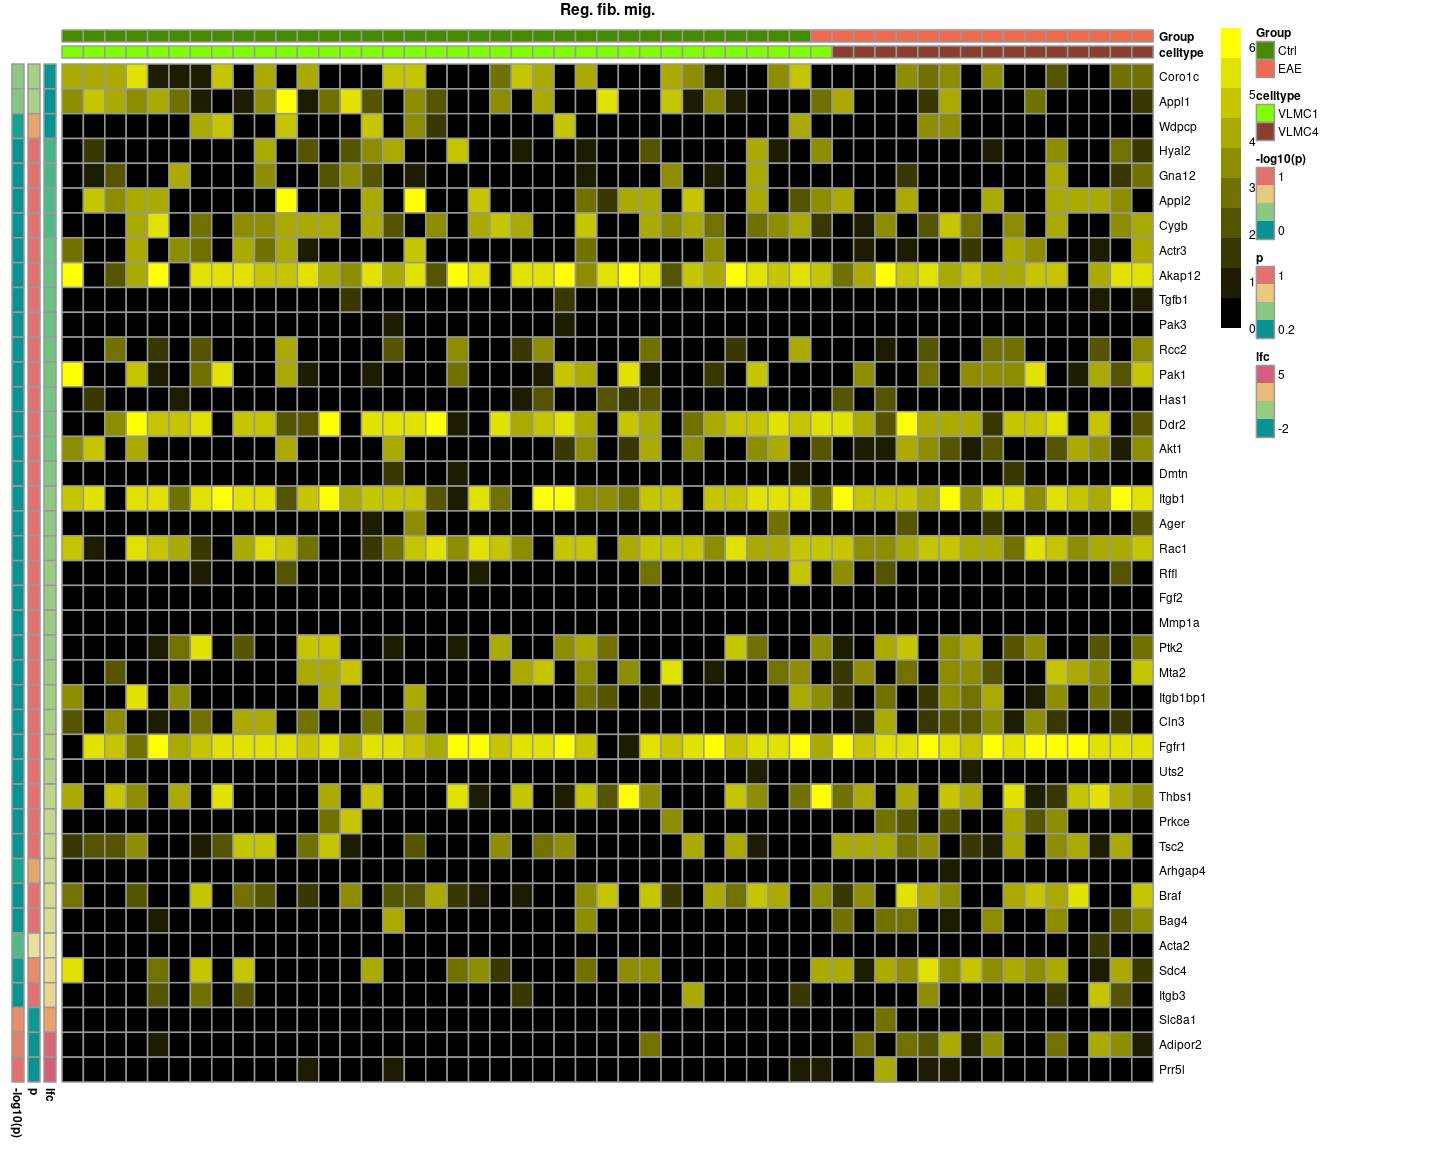 Reg. fib. mig.
Group
celltype
Coro1c
Appl1
Wdpcp
Hyal2
Gna12
Appl2
Cygb
Actr3
Akap12
Tgfb1
Pak3
Rcc2
Pak1
Has1
Ddr2
Akt1
Dmtn
Itgb1
Ager
Rac1
Rffl
Fgf2
Mmp1a
Ptk2
Mta2
Itgb1bp1
Cln3
Fgfr1
Uts2
Thbs1
Prkce
Tsc2
Arhgap4
Braf
Bag4
Acta2
Sdc4
Itgb3
Slc8a1
Adipor2
Prr5l
-log10(p)
p
lfc
6
5
4
3
2
1
0
Group
Ctrl
EAE
celltype
VLMC1
VLMC4
-log10(p)
1
0
p
1
0.2
lfc
5
-2